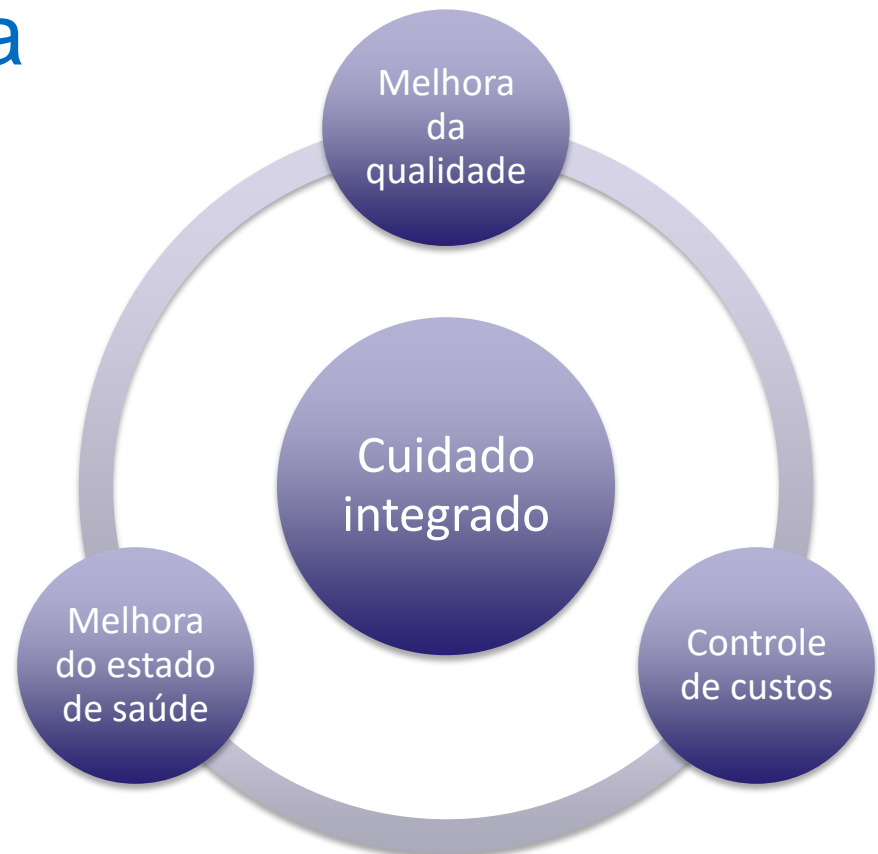 a
Melhora
da
qualidade
Cuidado
integrado
Melhora
do estado
de saúde
Controle
de custos